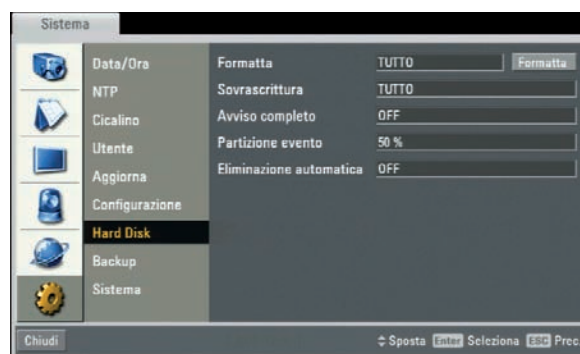 Sistema
Data/Ora
NTP
Cicalino
Utente
Aggiorna
Configurazione
Hard Disk
Backup
Sistema
Formatta TUTTO Formatta
Sovrascrittura TUTTO
Avviso completo OFF
Partizione evento 50 %
Eliminazione automatica OFF
Chiudi
Sposta Enter Seleziona ESC Prec